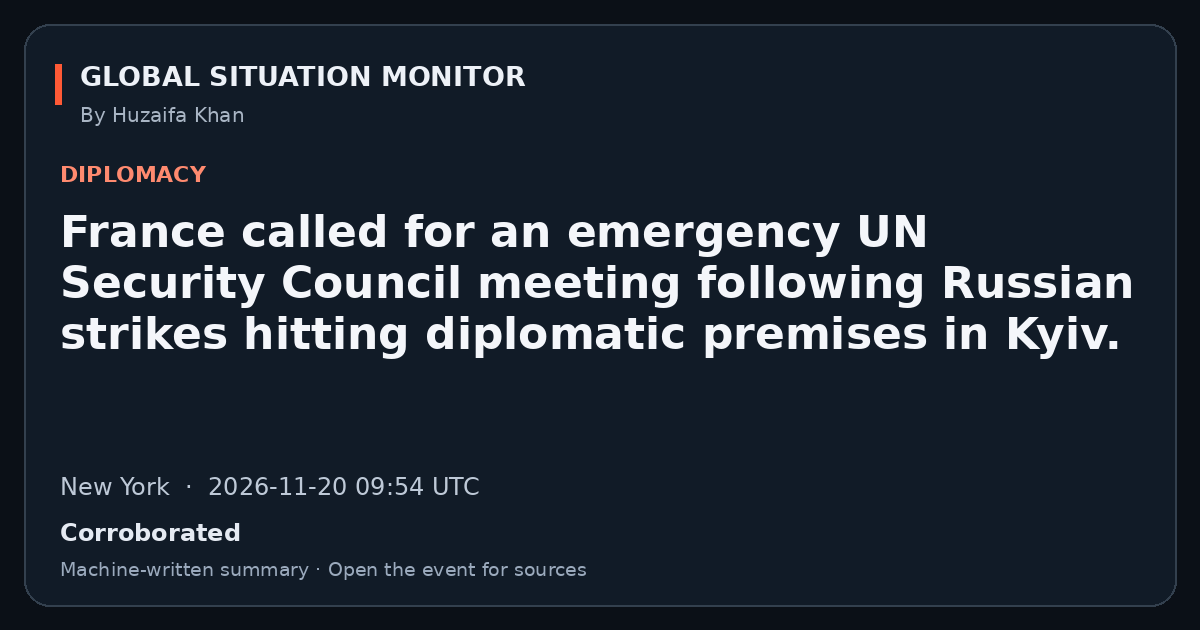 GLOBAL SITUATION MONITOR
By Huzaifa Khan
DIPLOMACY
France called for an emergency UN
Security Council meeting following Russian
strikes hitting diplomatic premises in Kyiv.
New York · 2026-11-20 09:54 UTC
Corroborated
Machine-written summary · Open the event for sources